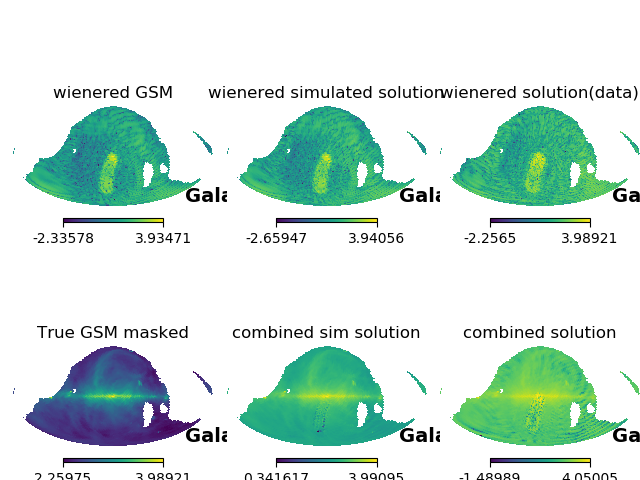 wienered GSM
wienered simulated solution
wienered solution(data)
Gala
Gala
Ga
-2.33578 3.93471
-2.65947 3.94056
-2.2565 3.98921
True GSM masked
combined sim solution
combined solution
Gala
Gala
Ga
2.25975 3.98921
0.341617 3.99095
-1.48989 4.05005